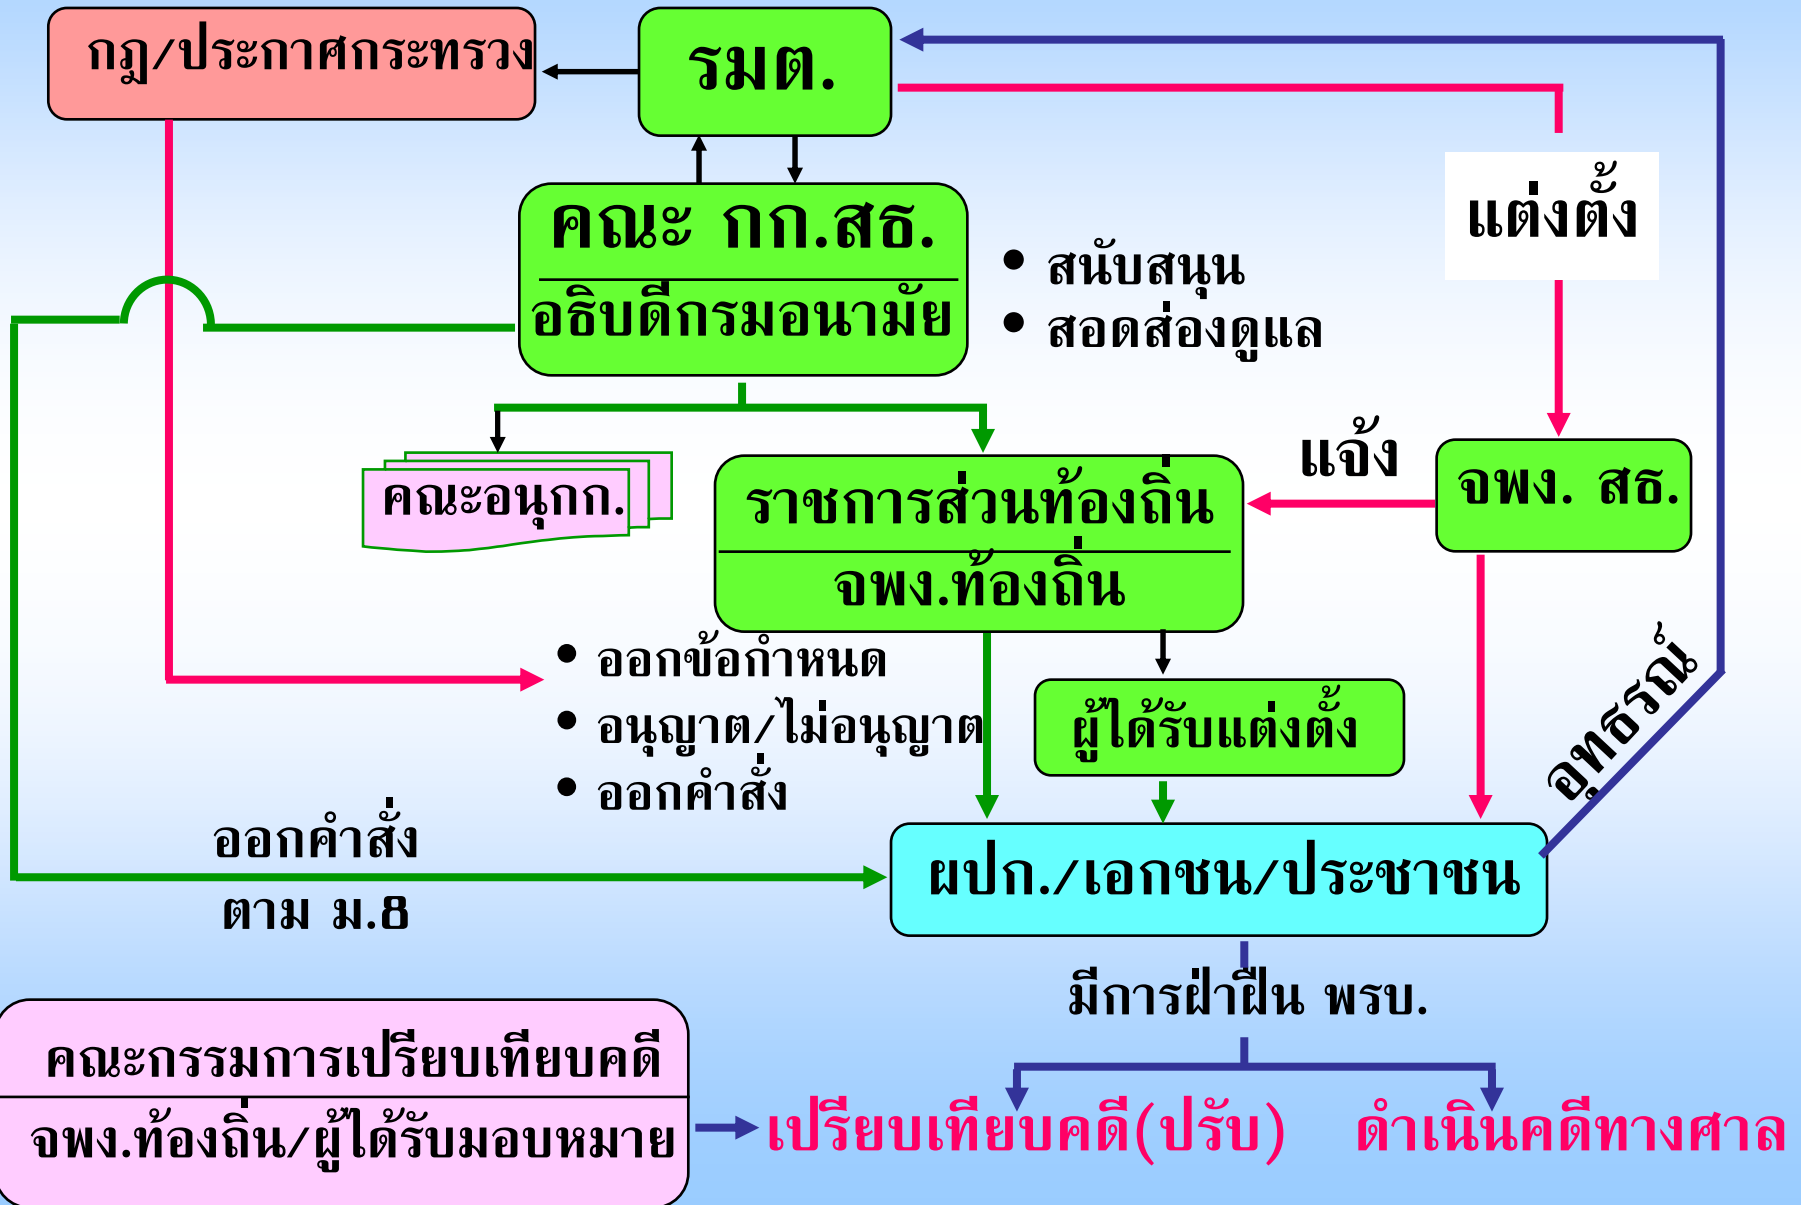 กฎ/ประกาศกระทรวง
รมต.
แต่งตั้ง
คณะ กก.สธ.
อธิบดีกรมอนามัย
• สนับสนุน
• สอดส่องดูแล
แจ้ง
จพง. สธ.
คณะอนุกก.
ราชการส่วนท้องถิ่น
จพง.ท้องถิ่น
• ออกข้อกำหนด
• อนุญาต/ไม่อนุญาต
• ออกคำสั่ง
ผู้ได้รับแต่งตั้ง
อุทธรณ์
ออกคำสั่ง
ตาม ม.8
ผปก./เอกชน/ประชาชน
มีการฝ่าฝืน พรบ.
คณะกรรมการเปรียบเทียบคดี
จพง.ท้องถิ่น/ผู้ได้รับมอบหมาย
เปรียบเทียบคดี(ปรับ)
ดำเนินคดีทางศาล